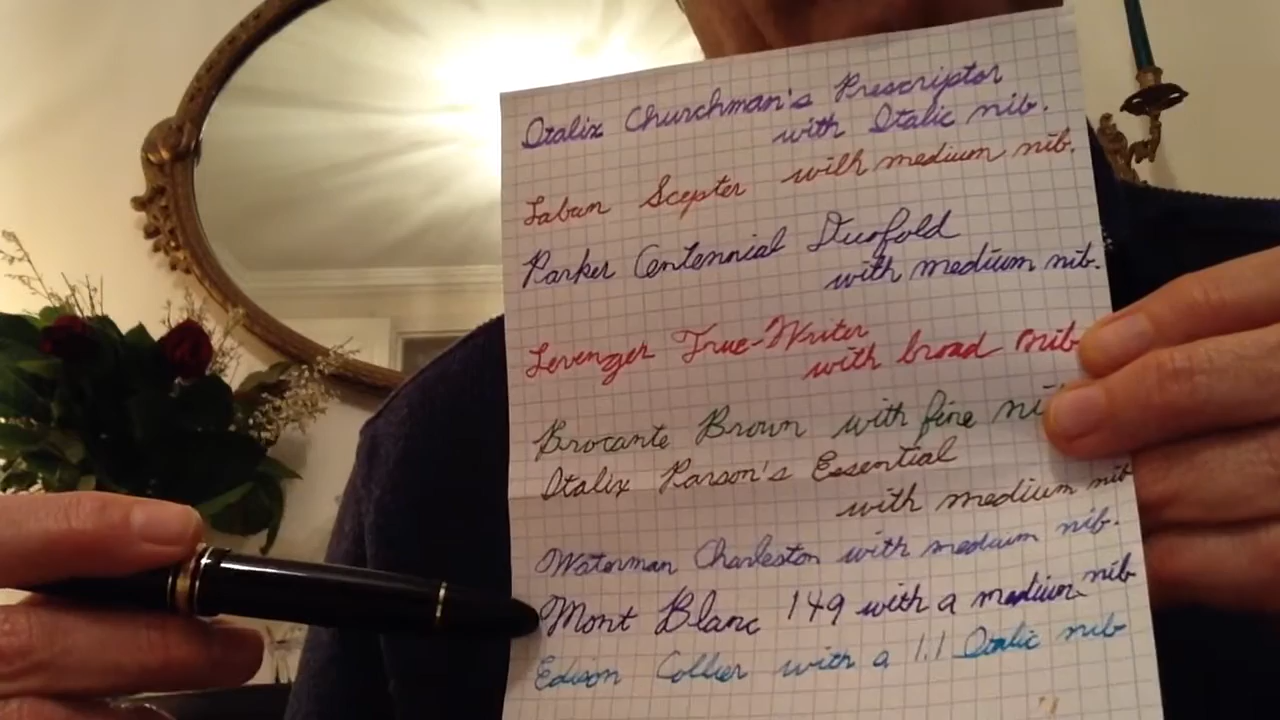 Italix Churchman's Prescriptor
with Italic nib.
Laban Scepter with medium nib.
Parker Centennial Duofold
with medium nib.
Levenger True-Writer
with broad nib
Brocante Brown with fine
Italix Parson's Essential
with medium nib
Waterman Charleston with medium nib.
Mont Blanc 149 with a medium nib
Edison Collier with a 1.1 Italic nib